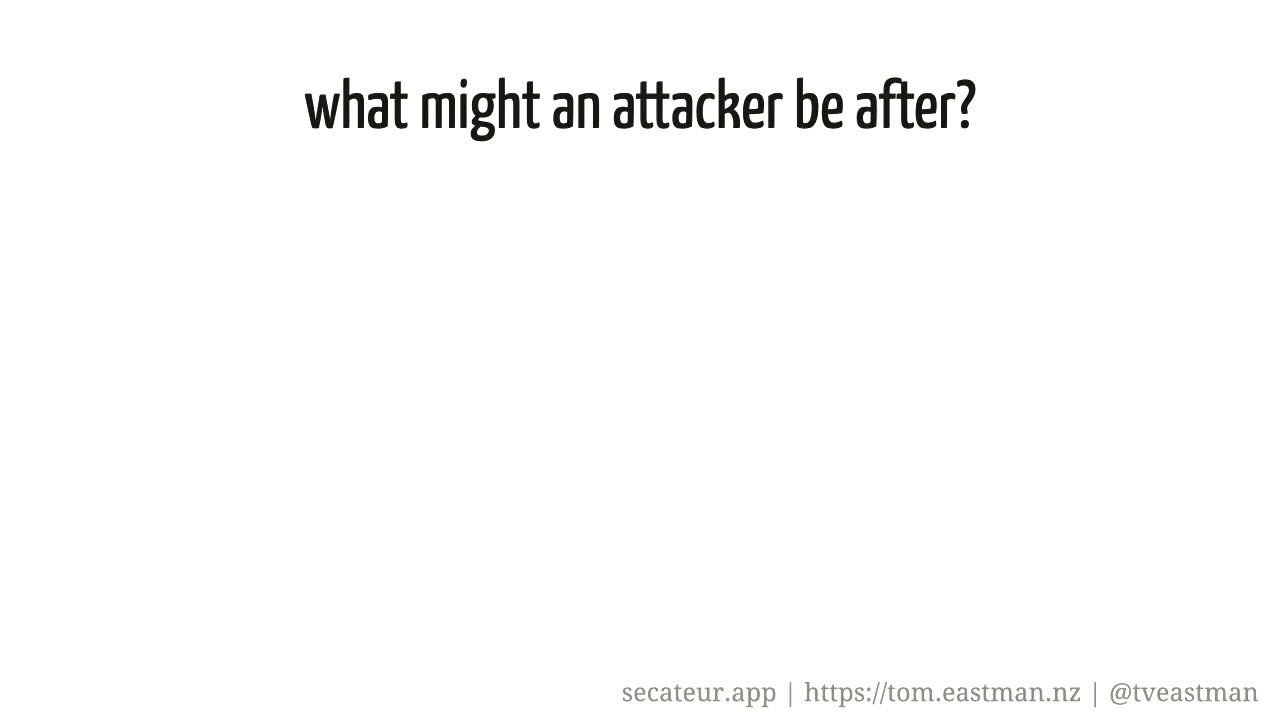 what might an attacker be after?
secateur.app | https://tom.eastman.nz | @tveastman